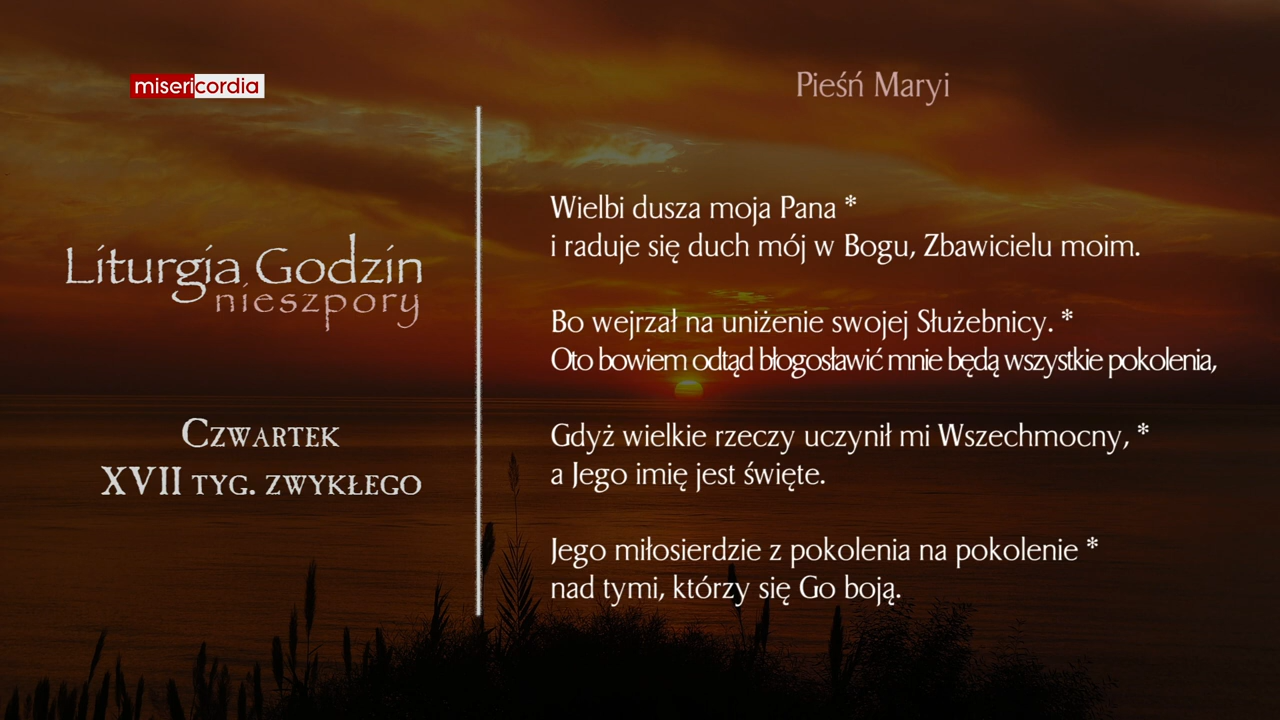 misericordia
Liturgia Godzin
nieszpory
Czwartek
XVII tyg. zwykłego
Pieśń Maryi
Wielbi dusza moja Pana *
i raduje się duch mój w Bogu, Zbawicielu moim.
Bo wejrzał na uniżenie swojej Służebnicy. *
Oto bowiem odtąd błogosławić mnie będą wszystkie pokolenia,
Gdyż wielkie rzeczy uczynił mi Wszechmocny, *
a Jego imię jest święte.
Jego miłosierdzie z pokolenia na pokolenie *
nad tymi, którzy się Go boją.